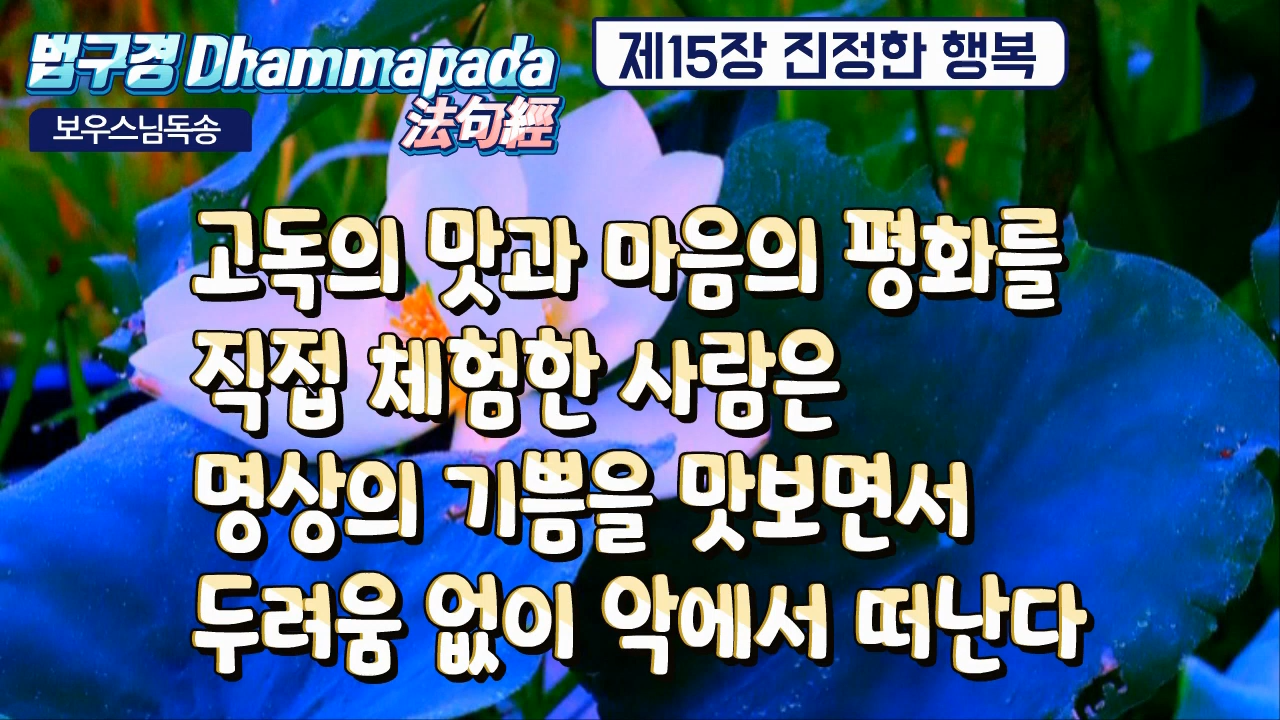 법구경 Dhammapada
法句經
보우스님독송
제15장 진정한 행복
고독의 맛과 마음의 평화를
직접 체험한 사람은
명상의 기쁨을 맛보면서
두려움 없이 악에서 떠난다